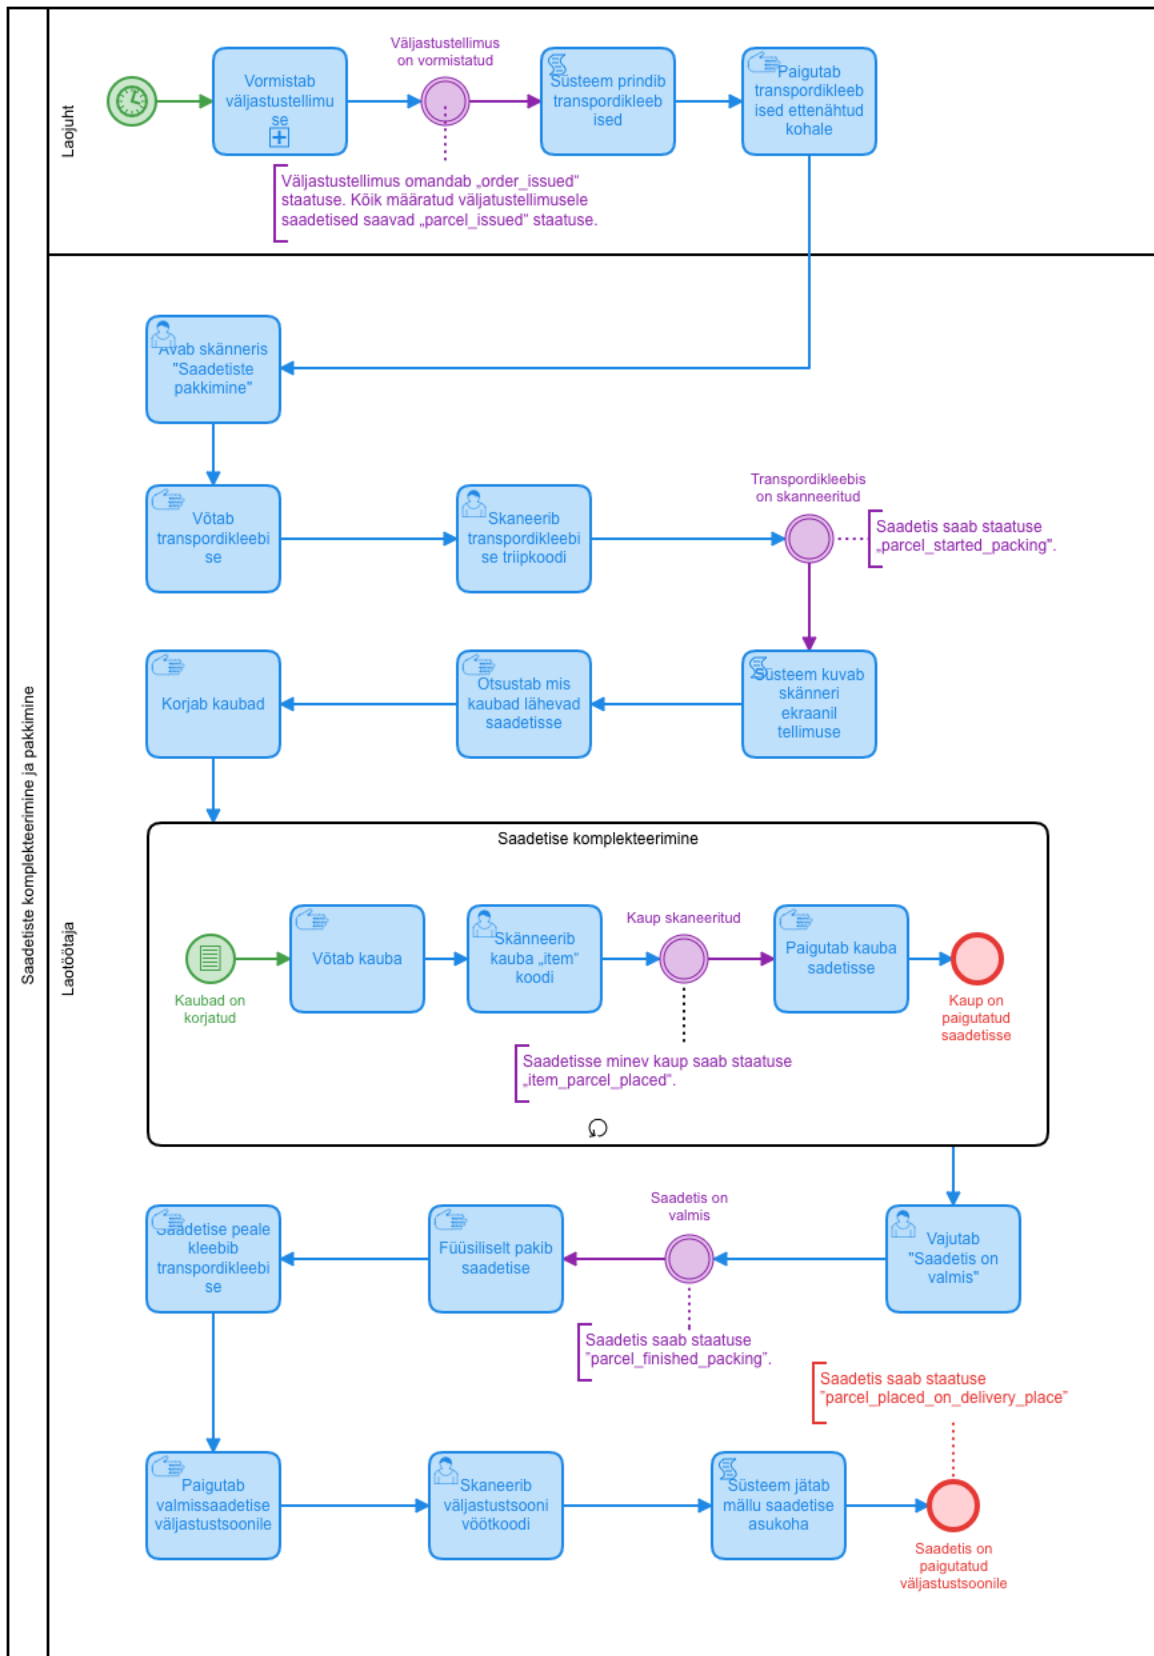 Saadetiste komplekteerimine ja pakkimine
Laojuht
Vormistab
väljastustellimu
se
Väljastustellimus
on vormistatud
Süsteem prindib
transpordikleeb
ised
Paigutab
transpordikleeb
ised ettenähtud
kohale
Väljastustellimus omandab „order_issued“
staatuse. Kõik määratud väljatustellimusele
saadetised saavad „parcel_issued“ staatuse.
Laotöötaja
Avab skänneris
"Saadetiste
pakkimine"
Võtab
transpordikleebi
se
Skaneerib
transpordikleebi
se triipkoodi
Transpordikleebis
on skanneeritud
Saadetis saab staatuse
„parcel_started_packing“.
Korjab kaubad
Otsustab mis
kaubad lähevad
saadetisse
Süsteem kuvab
skänneri
ekraanil
tellimuse
Saadetise komplekteerimine
Kaubad on
korjatud
Võtab kauba
Skänneerib
kauba „item“
koodi
Kaup skaneeritud
Paigutab kauba
sadetisse
Kaup on
paigutatud
saadetisse
Saadetisse minev kaup saab staatuse
„item_parcel_placed“.
Saadetise peale
kleebib
transpordikleebi
se
Füüsiliselt pakib
saadetise
Saadetis on
valmis
Vajutab
"Saadetis on
valmis"
Saadetis saab staatuse
”parcel_finished_packing”.
Saadetis saab staatuse
”parcel_placed_on_delivery_place”
Paigutab
valmissaadetise
väljastustsoonile
Skaneerib
väljastustsooni
vöötkoodi
Süsteem jätab
mällu saadetise
asukoha
Saadetis on
paigutatud
väljastustsoonile